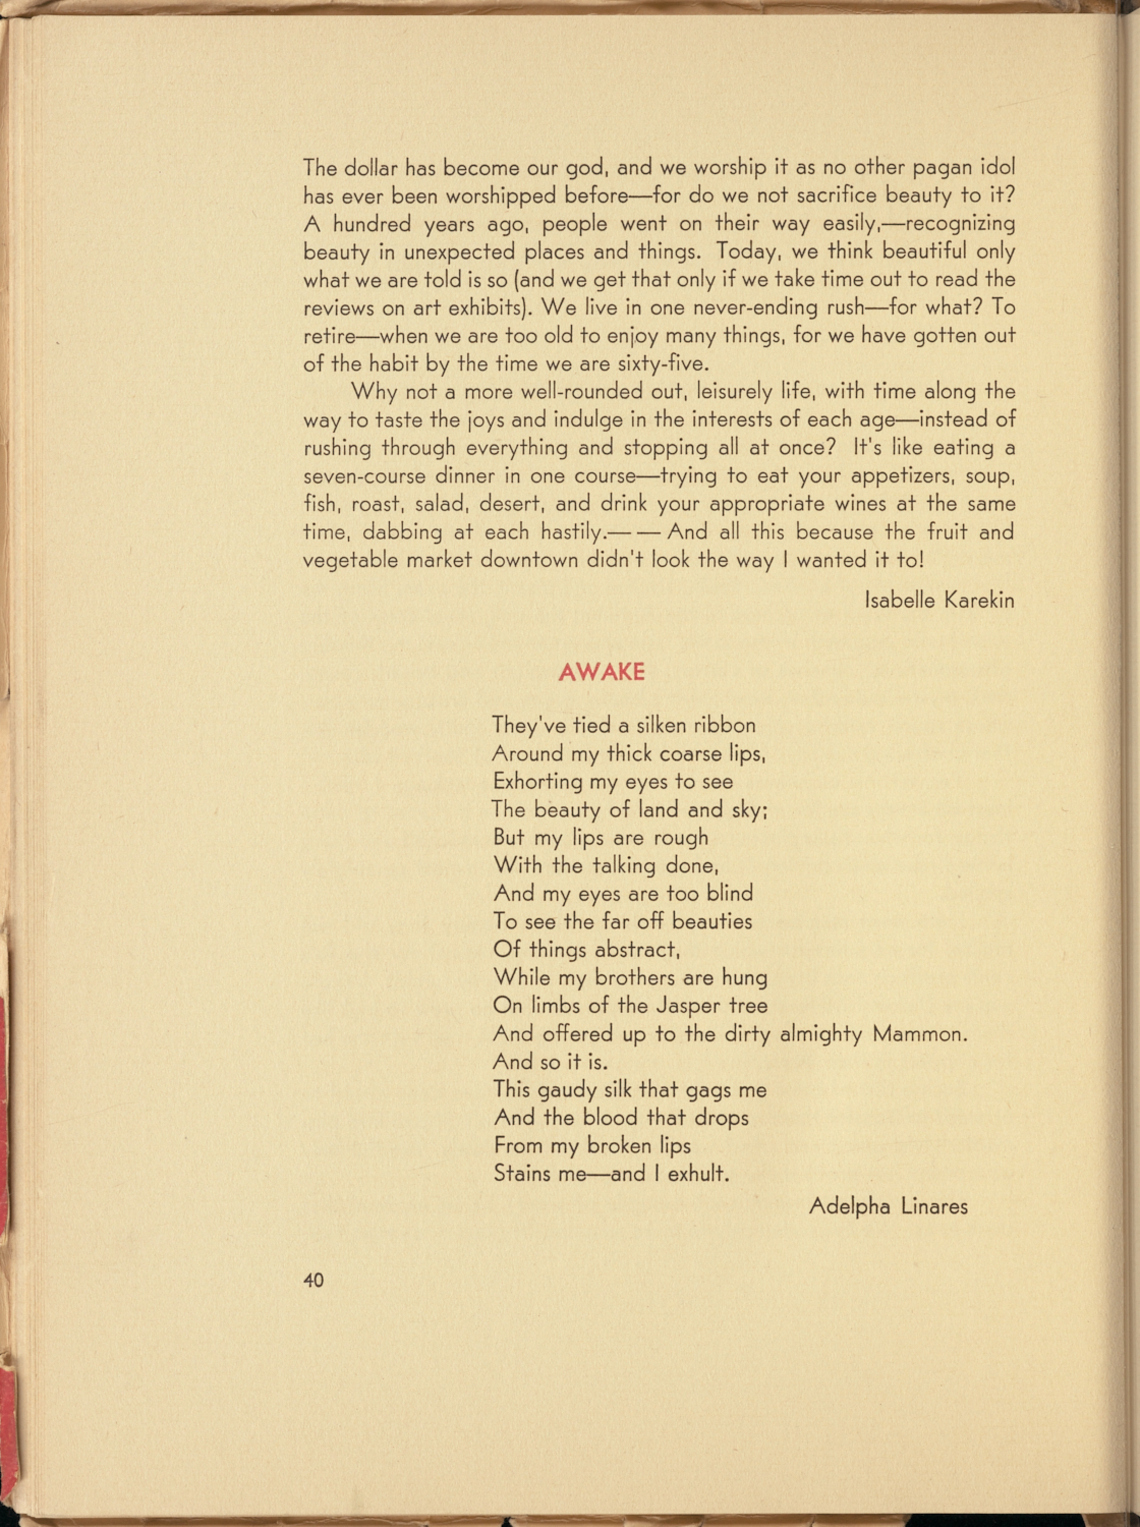 The dollar has become our god, and we worship it as no other pagan idol
has ever been worshipped before—for do we not sacrifice beauty to it?
A hundred years ago, people went on their way easily,—recognizing
beauty in unexpected places and things. Today, we think beautiful only
what we are told is so (and we get that only if we take time out to read the
reviews on art exhibits). We live in one never-ending rush—for what? To
retire—when we are too old to enjoy many things, for we have gotten out
of the habit by the time we are sixty-five.
Why not a more well-rounded out, leisurely life, with time along the
way to taste the joys and indulge in the interests of each age—instead of
rushing through everything and stopping all at once? It's like eating a
seven-course dinner in one course—trying to eat your appetizers, soup,
fish, roast, salad, desert, and drink your appropriate wines at the same
time, dabbing at each hastily.— — And all this because the fruit and
vegetable market downtown didn't look the way I wanted it to!
Isabelle Karekin
AWAKE
They've tied a silken ribbon
Around my thick coarse lips,
Exhorting my eyes to see
The beauty of land and sky;
But my lips are rough
With the talking done,
And my eyes are too blind
To see the far off beauties
Of things abstract,
While my brothers are hung
On limbs of the Jasper tree
And offered up to the dirty almighty Mammon.
And so it is.
This gaudy silk that gags me
And the blood that drops
From my broken lips
Stains me—and I exhult.
Adelpha Linares
40